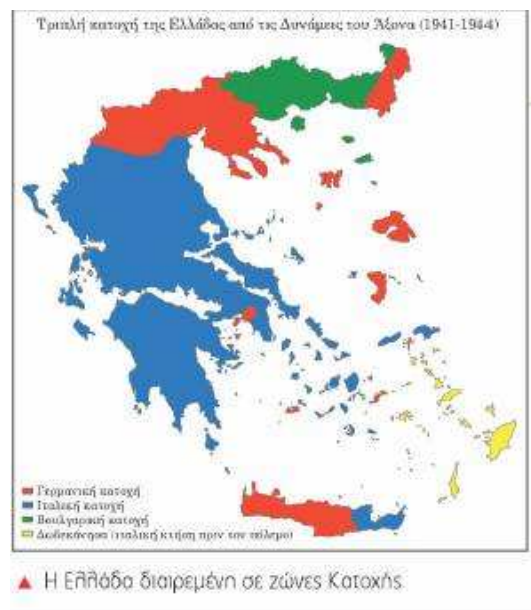 Τριπλή κατοχή της Ελλάδας από τις Δυνάμεις του Άξονα (1941-1944)
Γερμανική κατοχή
Ιταλική κατοχή
Βουλγαρική κατοχή
Δωδεκάνησα (ιταλική κτήση πριν τον πόλεμο)
▲ Η Ελλάδα διαιρεμένη σε ζώνες Κατοχής